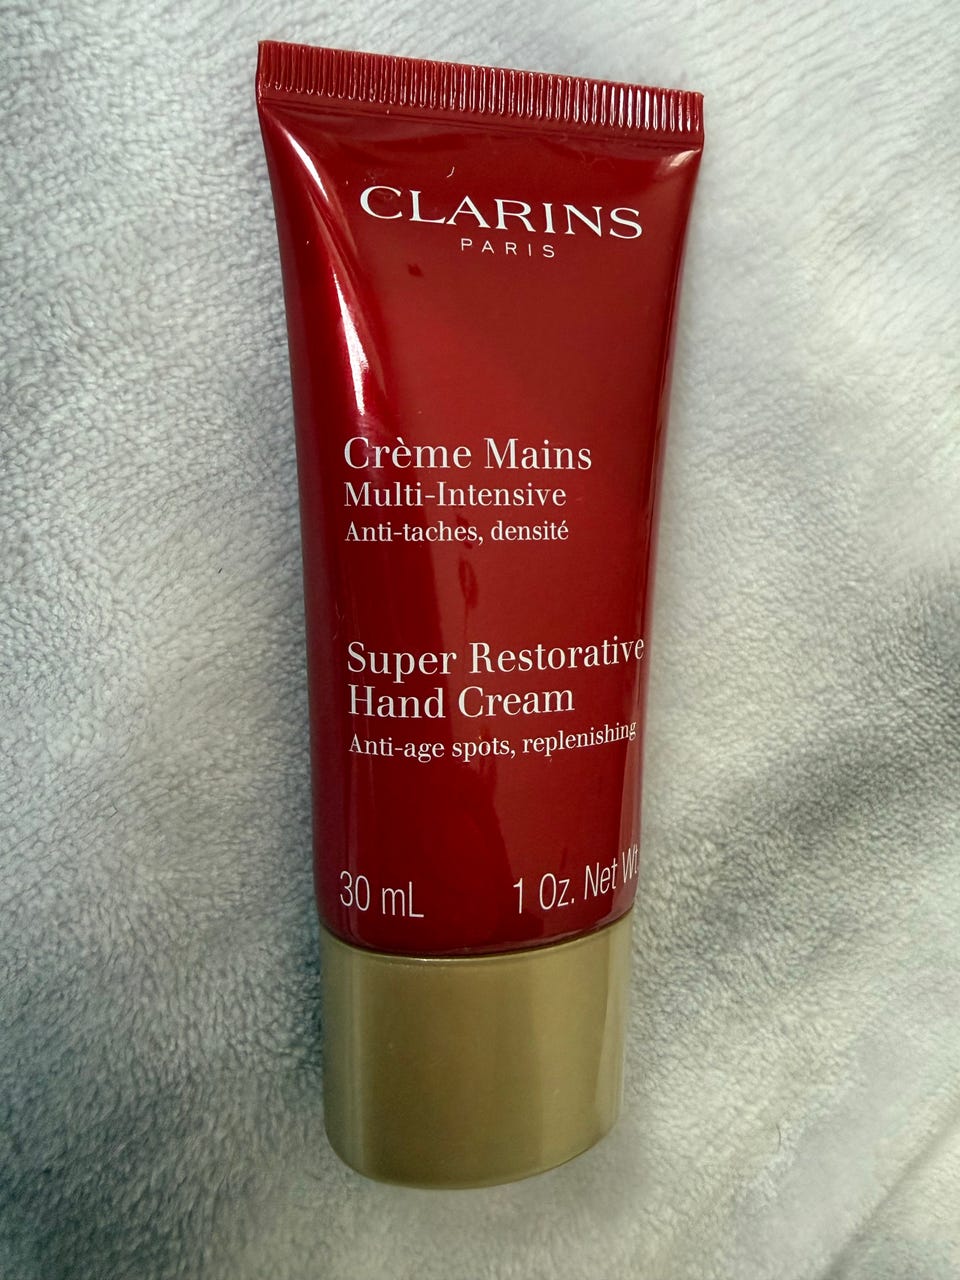 CLARINS
PARIS
Crème Mains
Multi-Intensive
Anti-taches, densité
Super Restorative
Hand Cream
Anti-age spots, replenishing
30 mL 1 Oz. Net Wt.